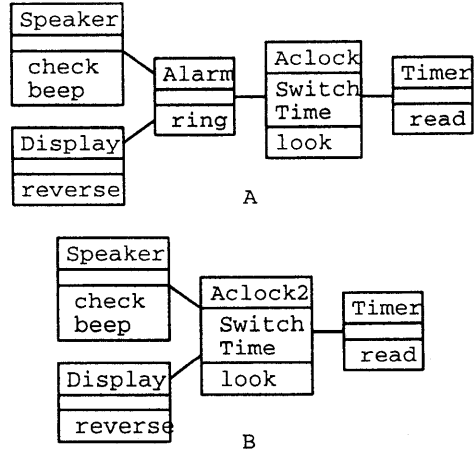 Speaker
check
beep
Display
reverse
Alarm
ring
Aclock
Switch
Time
look
Timer
read
A
Speaker
check
beep
Display
reverse
Aclock2
Switch
Time
look
Timer
read
B